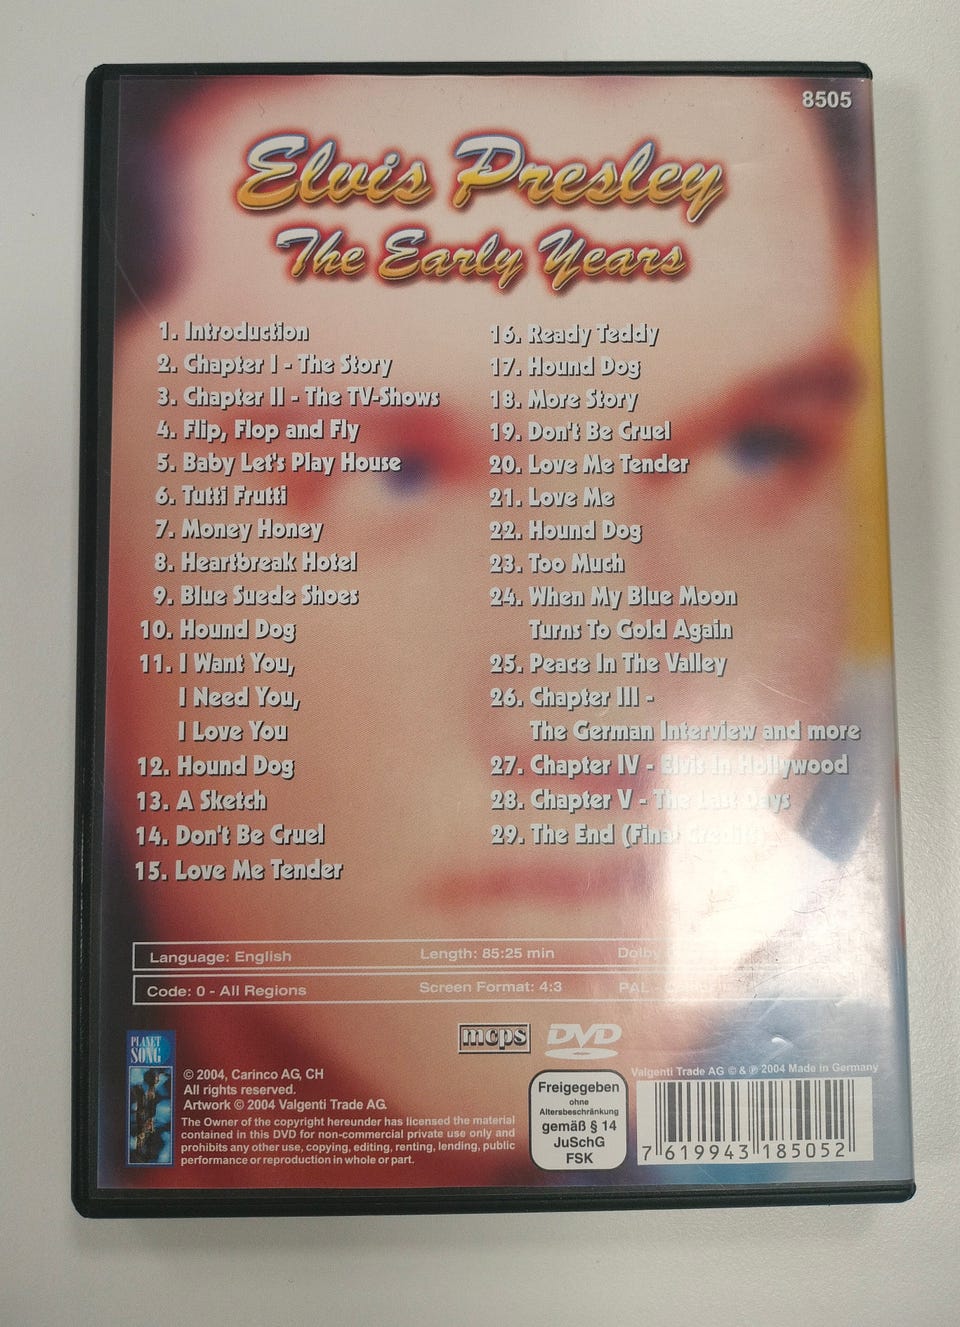 8505
Elvis Presley
The Early Years
1. Introduction
2. Chapter I - The Story
3. Chapter II - The TV-Shows
4. Flip, Flop and Fly
5. Baby Let's Play House
6. Tutti Frutti
7. Money Honey
8. Heartbreak Hotel
9. Blue Suede Shoes
10. Hound Dog
11. I Want You,
I Need You,
I Love You
12. Hound Dog
13. A Sketch
14. Don't Be Cruel
15. Love Me Tender
16. Ready Teddy
17. Hound Dog
18. More Story
19. Don't Be Cruel
20. Love Me Tender
21. Love Me
22. Hound Dog
23. Too Much
24. When My Blue Moon
Turns To Gold Again
25. Peace In The Valley
26. Chapter III -
The German Interview and more
27. Chapter IV - Elvis In Hollywood
28. Chapter V - The Last Days
29. The End (Final Credits)
Language: English Length: 85:25 min Dolby
Code: 0 - All Regions Screen Format: 4:3 PAL -
PLANET
SONG
mcps DVD
© 2004, Carinco AG, CH
All rights reserved.
Artwork © 2004 Valgenti Trade AG.
The Owner of the copyright hereunder has licensed the material
contained in this DVD for non-commercial private use only and
prohibits any other use, copying, editing, renting, lending, public
performance or reproduction in whole or part.
Freigegeben
ohne
Altersbeschränkung
gemäß § 14
JuSchG
FSK
Valgenti Trade AG © & ℗ 2004 Made in Germany
7 619943 185052